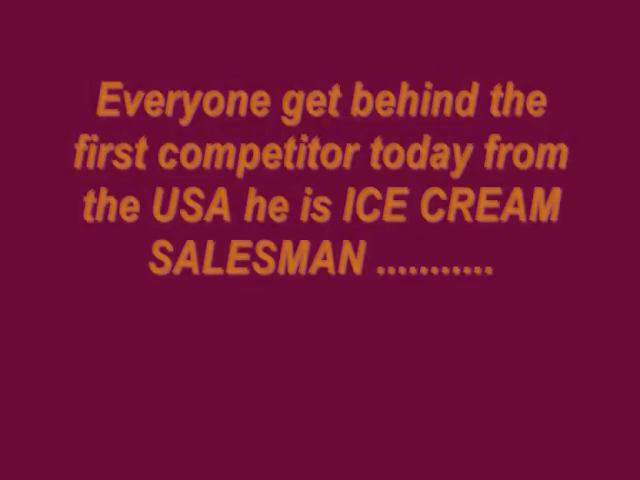 Everyone get behind the
first competitor today from
the USA he is ICE CREAM
SALESMAN ...........